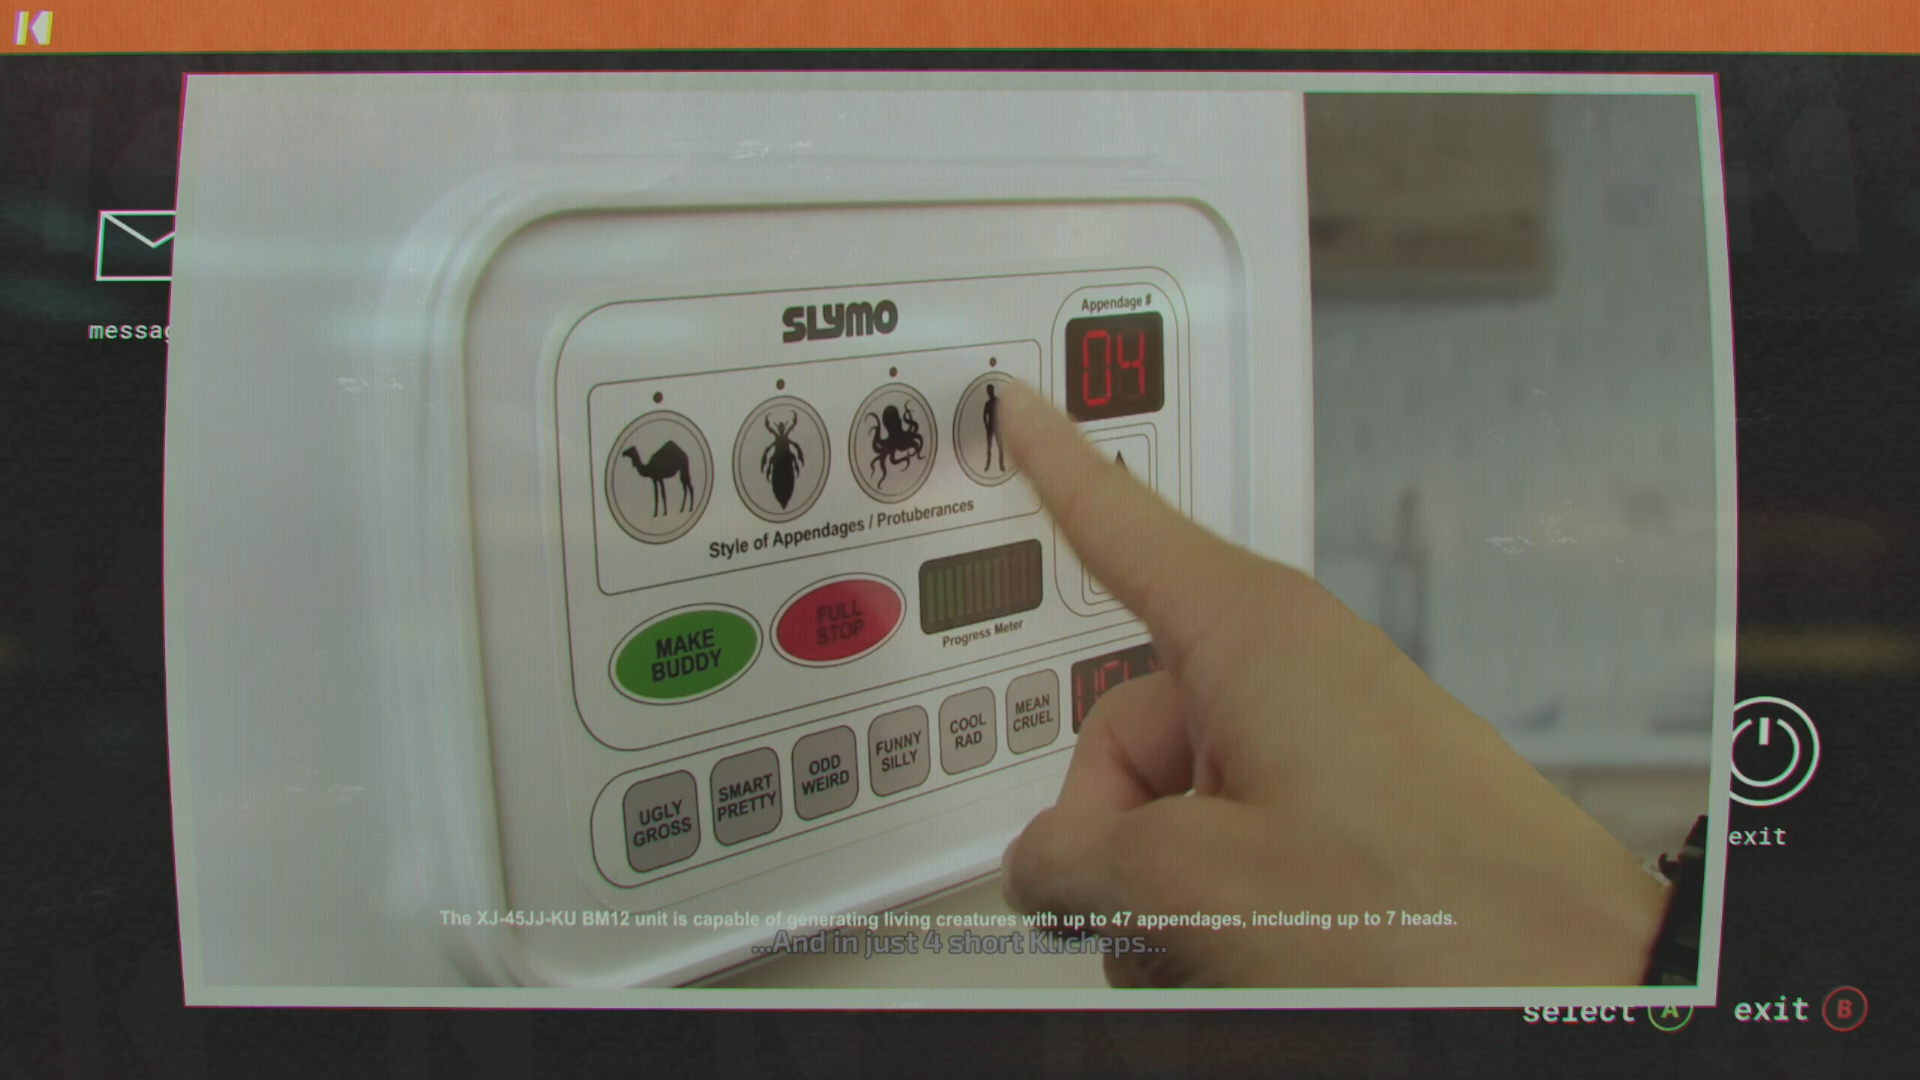 messag
SLYMO
Appendage #
04
Style of Appendages / Protuberances
MAKE
BUDDY
FULL
STOP
Progress Meter
UGLY
GROSS
SMART
PRETTY
ODD
WEIRD
FUNNY
SILLY
COOL
RAD
MEAN
CRUEL
The XJ-45JJ-KU BM12 unit is capable of generating living creatures with up to 47 appendages, including up to 7 heads.
...And in just 4 short Klicheps...
exit
select A exit B